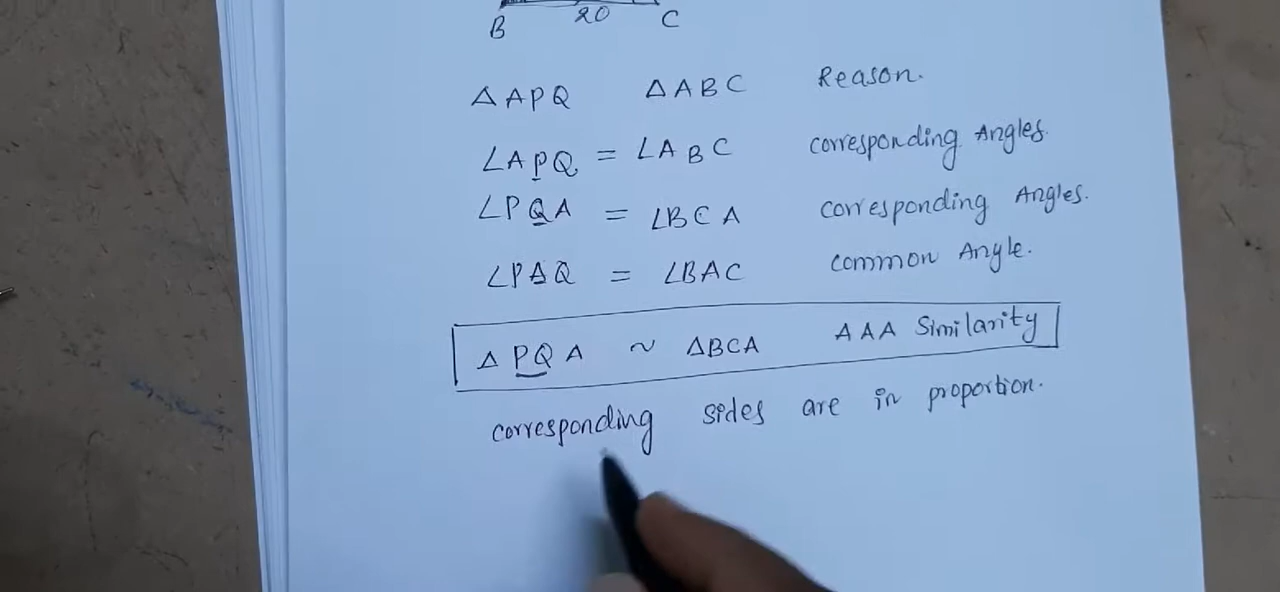 B 20 C
∆APQ ∆ABC Reason.
∠APQ = ∠ABC corresponding Angles.
∠PQA = ∠BCA corresponding Angles.
∠PAQ = ∠BAC common Angle.
∆PQA ~ ∆BCA AAA Similarity
corresponding sides are in proportion.